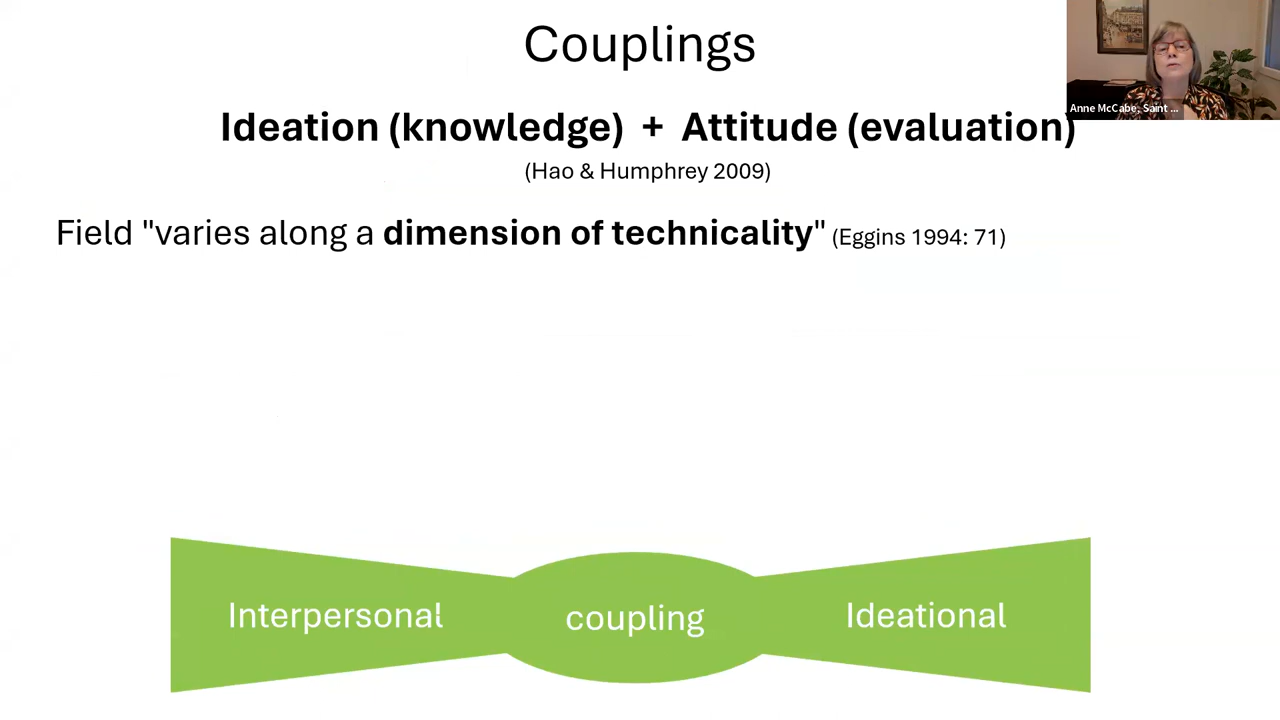 Couplings
Anne McCabe, Saint ...
Ideation (knowledge) + Attitude (evaluation)
(Hao & Humphrey 2009)
Field "varies along a dimension of technicality" (Eggins 1994: 71)
Interpersonal coupling Ideational